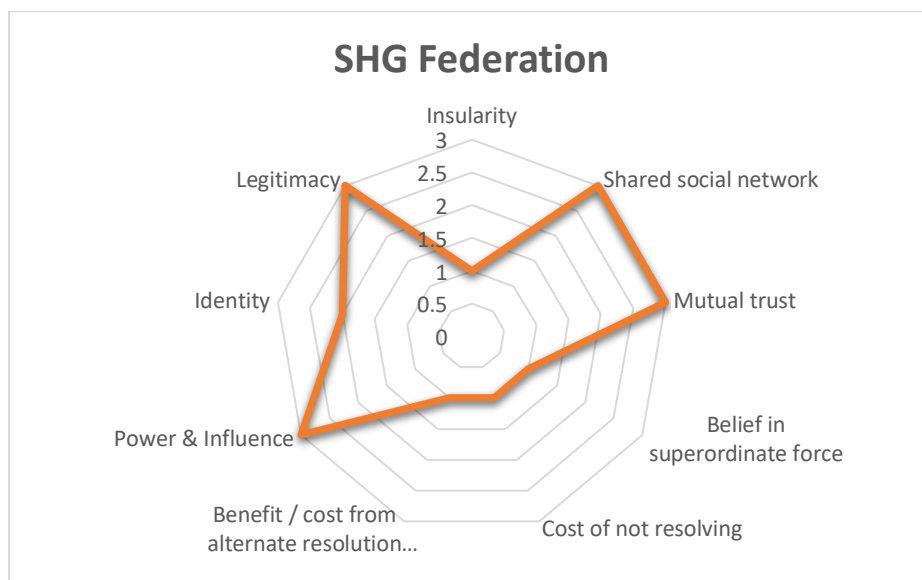 SHG Federation
Insularity
3
2.5
2
1.5
1
0.5
0
Shared social network
Mutual trust
Belief in
superordinate force
Cost of not resolving
Benefit / cost from
alternate resolution...
Power & Influence
Identity
Legitimacy